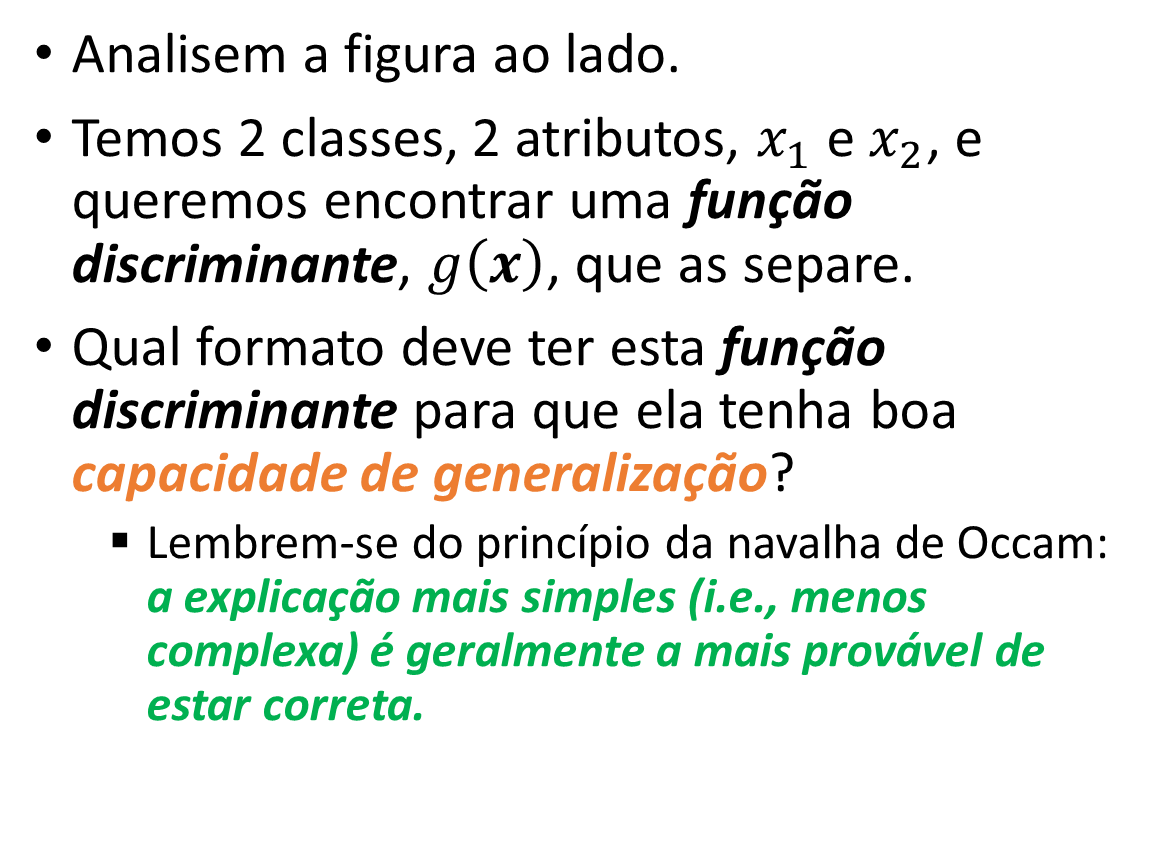 • Analisem a figura ao lado.
• Temos 2 classes, 2 atributos, 𝑥₁ e 𝑥₂, e
queremos encontrar uma função
discriminante, 𝑔(𝒙), que as separe.
• Qual formato deve ter esta função
discriminante para que ela tenha boa
capacidade de generalização?
▪ Lembrem-se do princípio da navalha de Occam:
a explicação mais simples (i.e., menos
complexa) é geralmente a mais provável de
estar correta.